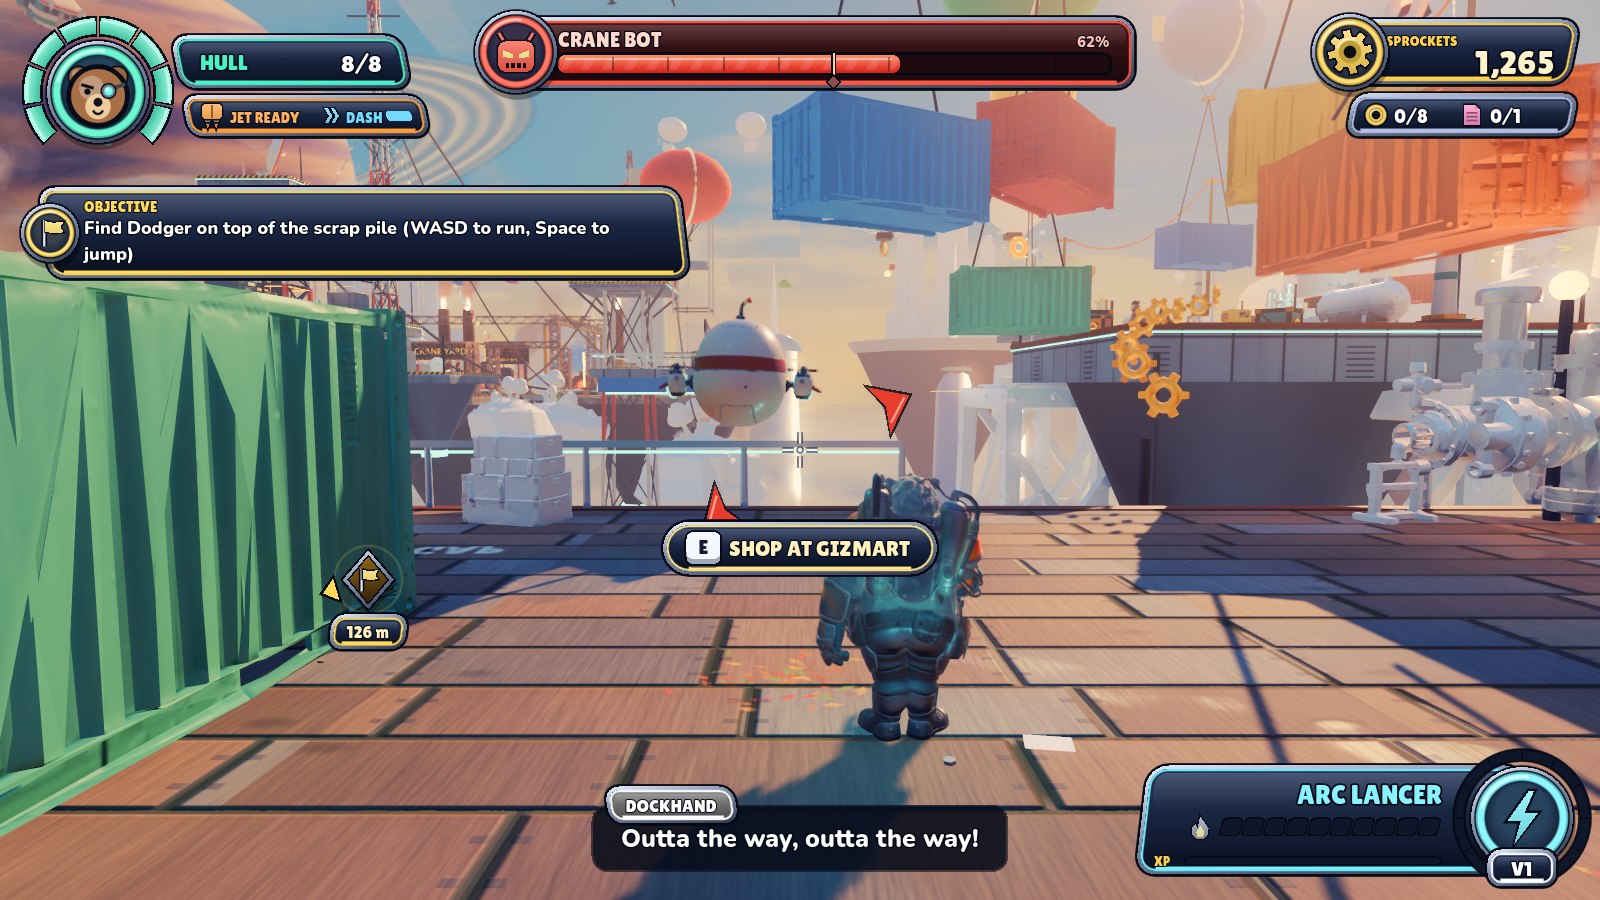 HULL 8/8
JET READY DASH
CRANE BOT
62%
SPROCKETS
1,265
0/8 0/1
OBJECTIVE
Find Dodger on top of the scrap pile (WASD to run, Space to
jump)
CRANE YARD
E SHOP AT GIZMART
126 m
DOCKHAND
Outta the way, outta the way!
ARC LANCER
XP
V1